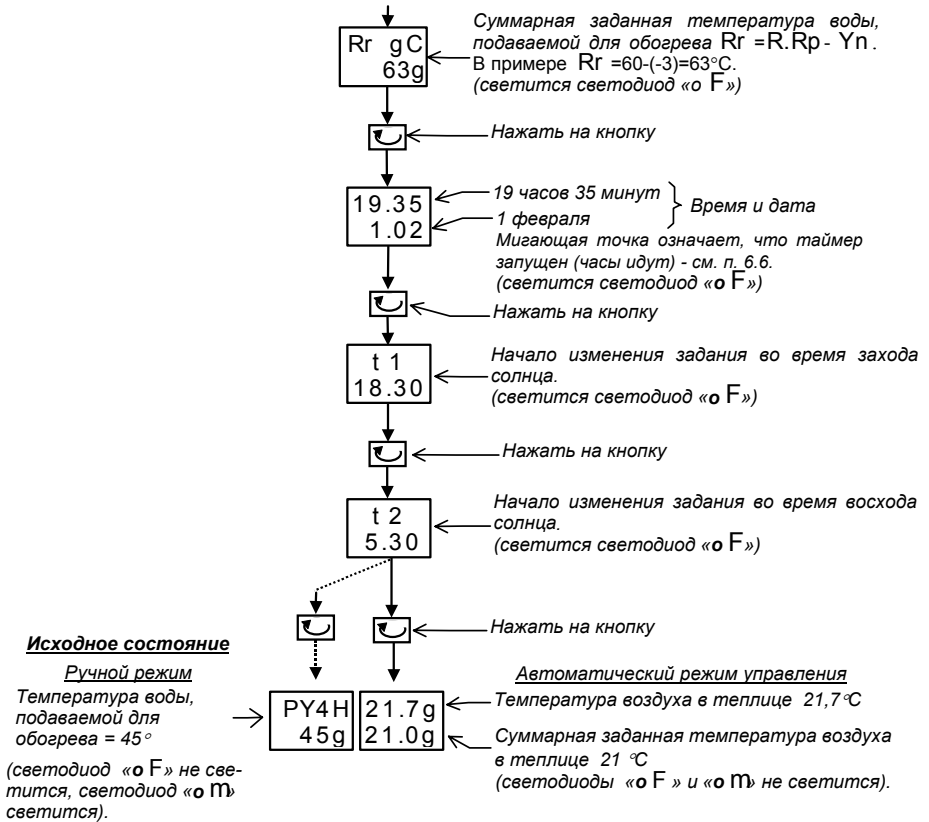 Rr gC
63g
Суммарная заданная температура воды,
подаваемой для обогрева Rr =R.Rp - Yn .
В примере Rr =60-(-3)=63°C.
(светится светодиод «о F»)
Нажать на кнопку
19.35
1.02
19 часов 35 минут
1 февраля
Время и дата
Мигающая точка означает, что таймер
запущен (часы идут) - см. п. 6.6.
(светится светодиод «о F»)
Нажать на кнопку
t 1
18.30
Начало изменения задания во время захода
солнца.
(светится светодиод «о F»)
Нажать на кнопку
t 2
5.30
Начало изменения задания во время восхода
солнца.
(светится светодиод «о F»)
Нажать на кнопку
Исходное состояние
Ручной режим
Температура воды,
подаваемой для
обогрева = 45°
(светодиод «о F» не све-
тится, светодиод «о m»
светится).
PY4H
45g
21.7g
21.0g
Автоматический режим управления
Температура воздуха в теплице 21,7°C
Суммарная заданная температура воздуха
в теплице 21 °C
(светодиоды «о F » и «о m» не светится).